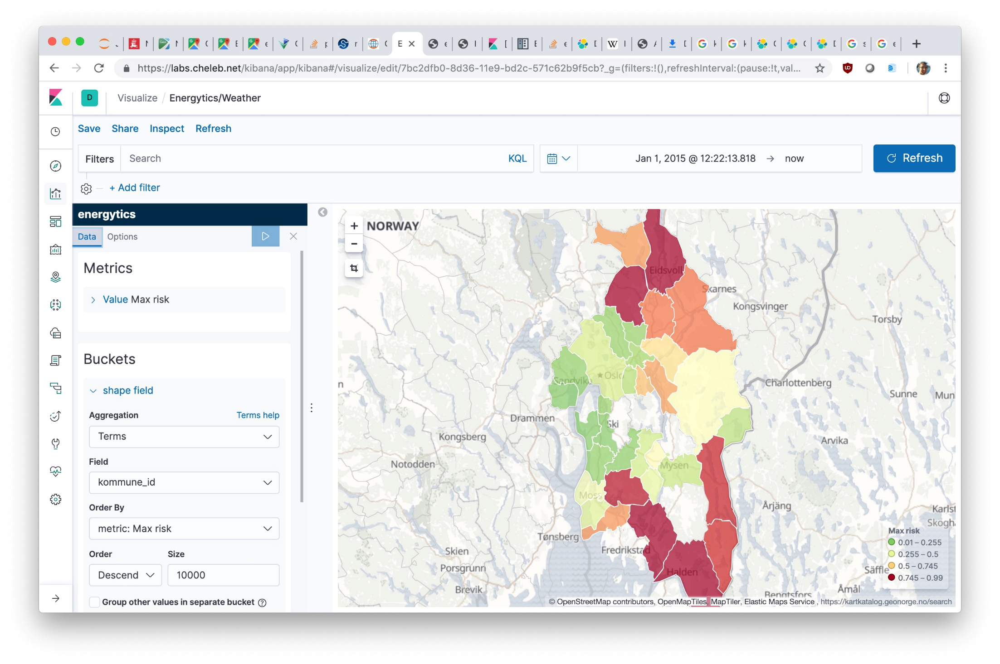 E
https://labs.cheleb.net/kibana/app/kibana#/visualize/edit/7bc2dfb0-8d36-11e9-bd2c-571c62b9f5cb?_g=(filters:!(),refreshInterval:(pause:!t,val...
D Visualize / Energytics/Weather
Save Share Inspect Refresh
Filters Search KQL Jan 1, 2015 @ 12:22:13.818 → now Refresh
+ Add filter
energytics
Data Options
Metrics
Value Max risk
Buckets
shape field
Aggregation Terms help
Terms
Field
kommune_id
Order By
metric: Max risk
Order Size
Descend 10000
Group other values in separate bucket
+ NORWAY
−
Eidsvoll
Skarnes
Kongsvinger
Torsby
Sandvika
Oslo
Charlottenberg
Sunne
Mun
Drammen
Ski
Kongsberg
Arvika
Notodden
Mysen
Moss
Årjäng
Karlst
Skogh
Tønsberg
Fredrikstad
Skien
Porsgrunn
Halden
Säffle
Brevik
Bengtsfors
Åmål
Max risk
0.01 – 0.255
0.255 – 0.5
0.5 – 0.745
0.745 – 0.99
© OpenStreetMap contributors, OpenMapTiles, MapTiler, Elastic Maps Service , https://kartkatalog.geonorge.no/search